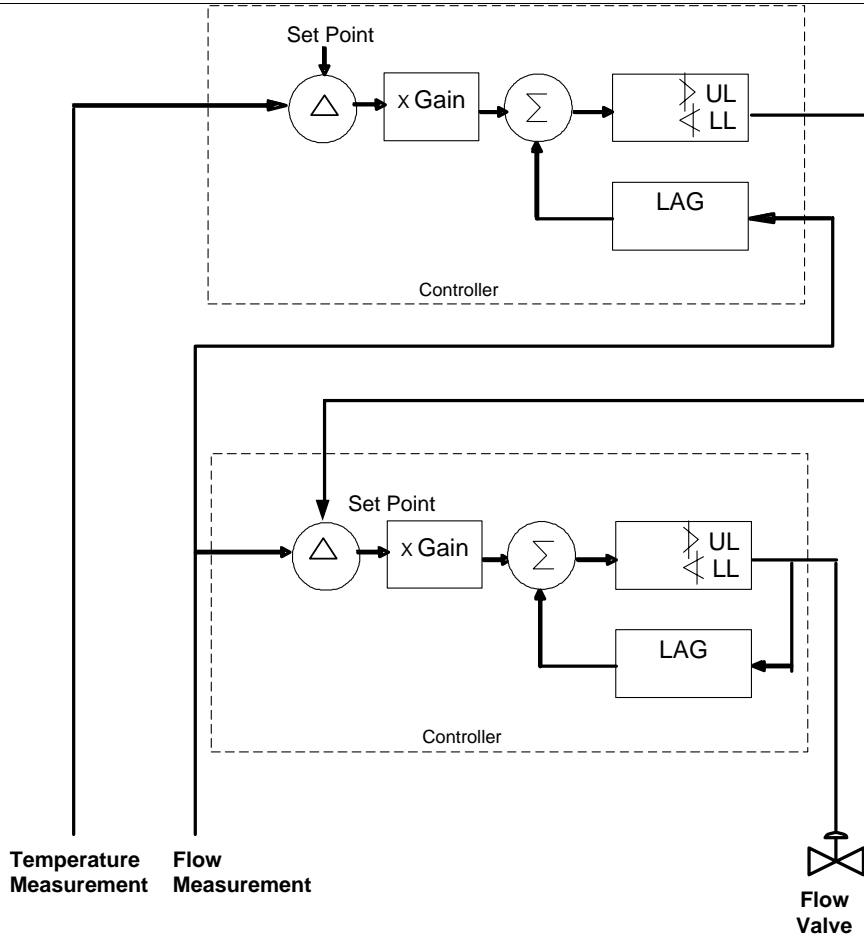 Set Point
Δ
x Gain
Σ
UL
LL
LAG
Controller
Set Point
Δ
x Gain
Σ
UL
LL
LAG
Controller
Temperature
Measurement
Flow
Measurement
Flow
Valve